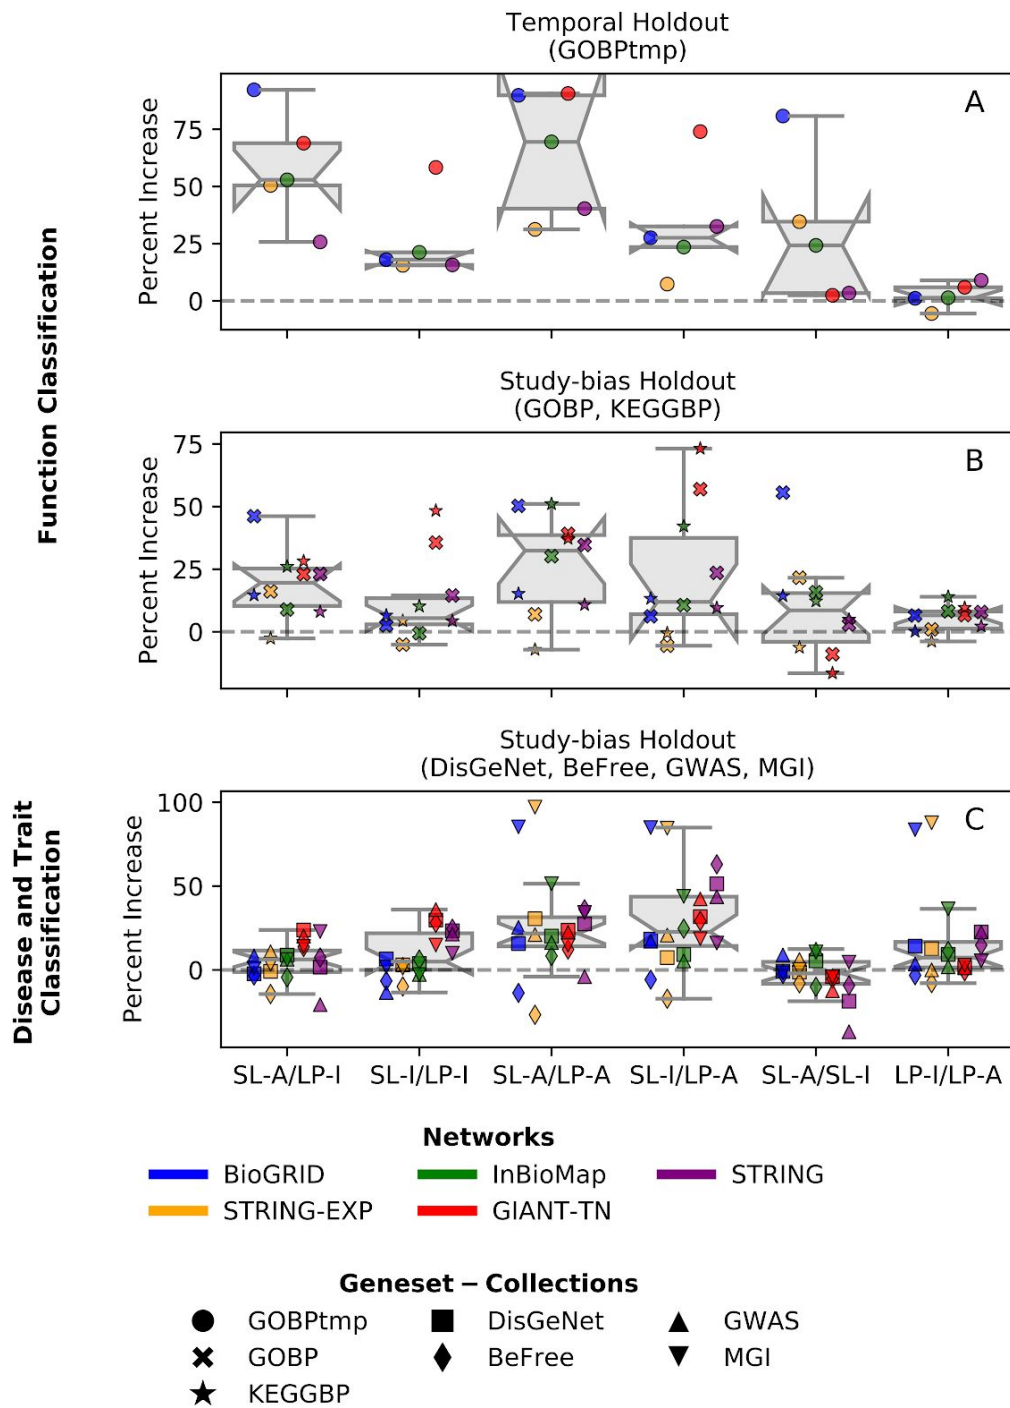 Temporal Holdout
(GOBPtmp)
A
Percent Increase
75
50
25
0
Function Classification
Study-bias Holdout
(GOBP, KEGGBP)
B
Percent Increase
75
50
25
0
Study-bias Holdout
(DisGeNet, BeFree, GWAS, MGI)
C
Disease and Trait
Classification
Percent Increase
100
50
0
SL-A/LP-I SL-I/LP-I SL-A/LP-A SL-I/LP-A SL-A/SL-I LP-I/LP-A
Networks
BioGRID InBioMap STRING
STRING-EXP GIANT-TN
Geneset – Collections
GOBPtmp DisGeNet GWAS
GOBP BeFree MGI
KEGGBP